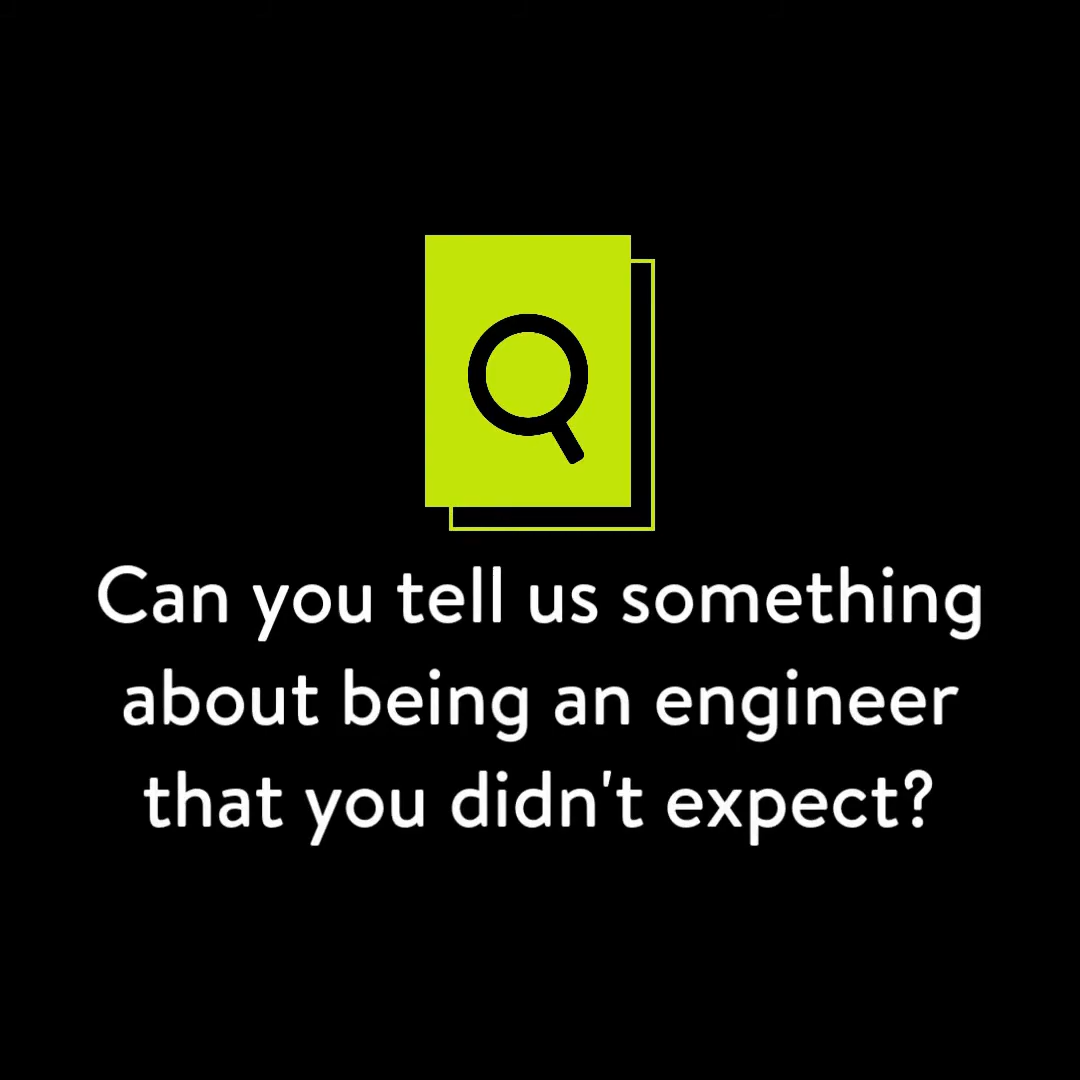 Can you tell us something
about being an engineer
that you didn't expect?